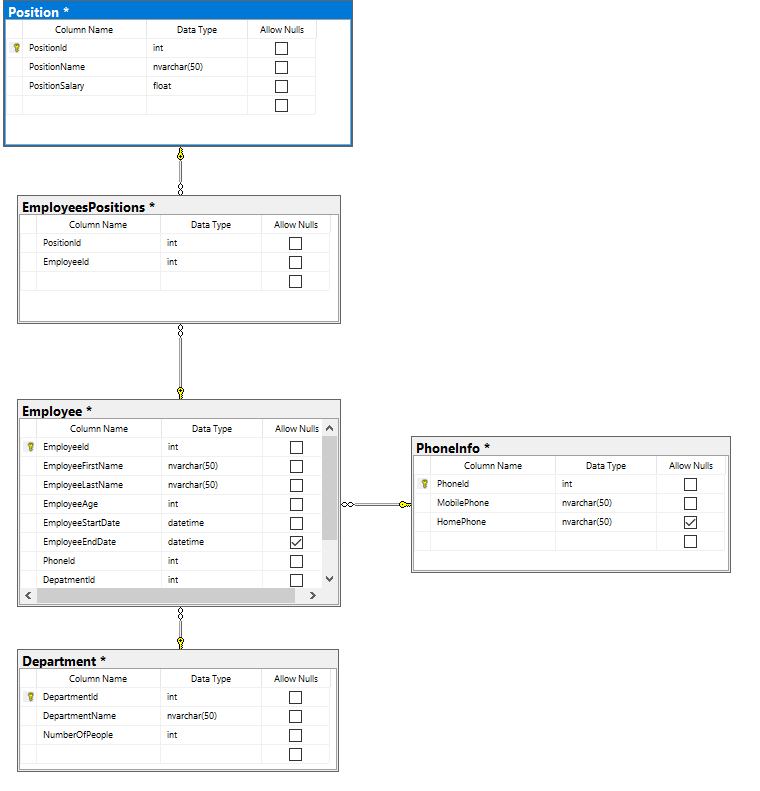 Position *
Column Name Data Type Allow Nulls
PositionId int
PositionName nvarchar(50)
PositionSalary float
EmployeesPositions *
Column Name Data Type Allow Nulls
PositionId int
EmployeeId int
Employee *
Column Name Data Type Allow Nulls
EmployeeId int
EmployeeFirstName nvarchar(50)
EmployeeLastName nvarchar(50)
EmployeeAge int
EmployeeStartDate datetime
EmployeeEndDate datetime
PhoneId int
DepatmentId int
PhoneInfo *
Column Name Data Type Allow Nulls
PhoneId int
MobilePhone nvarchar(50)
HomePhone nvarchar(50)
Department *
Column Name Data Type Allow Nulls
DepartmentId int
DepartmentName nvarchar(50)
NumberOfPeople int